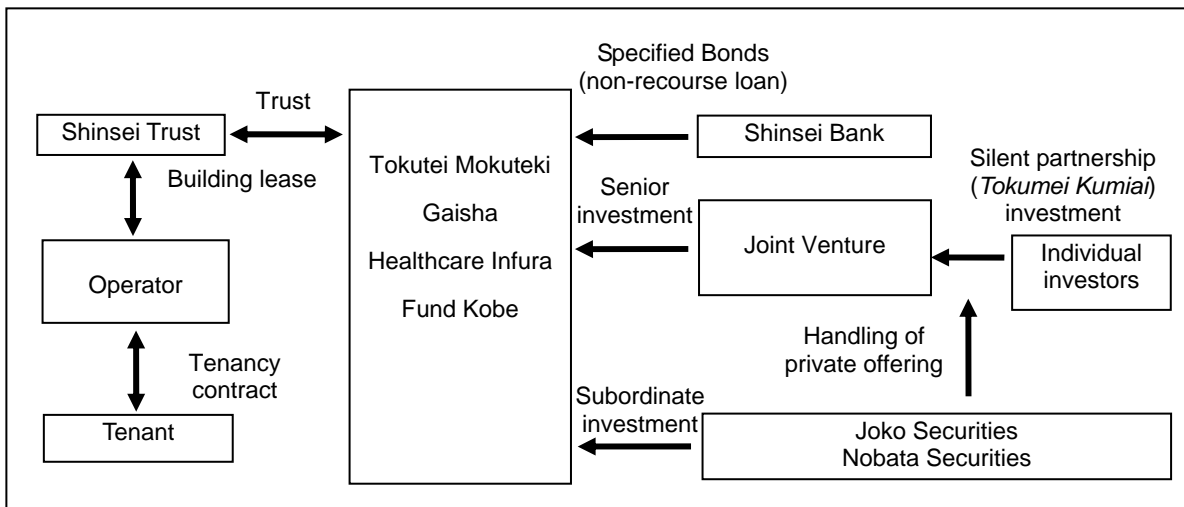 Specified Bonds
(non-recourse loan)
Trust
Shinsei Trust
Shinsei Bank
Building lease
Tokutei Mokuteki
Gaisha
Healthcare Infura
Fund Kobe
Senior
investment
Silent partnership
(Tokumei Kumiai)
investment
Joint Venture
Individual
investors
Operator
Handling of
private offering
Tenancy
contract
Subordinate
investment
Tenant
Joko Securities
Nobata Securities